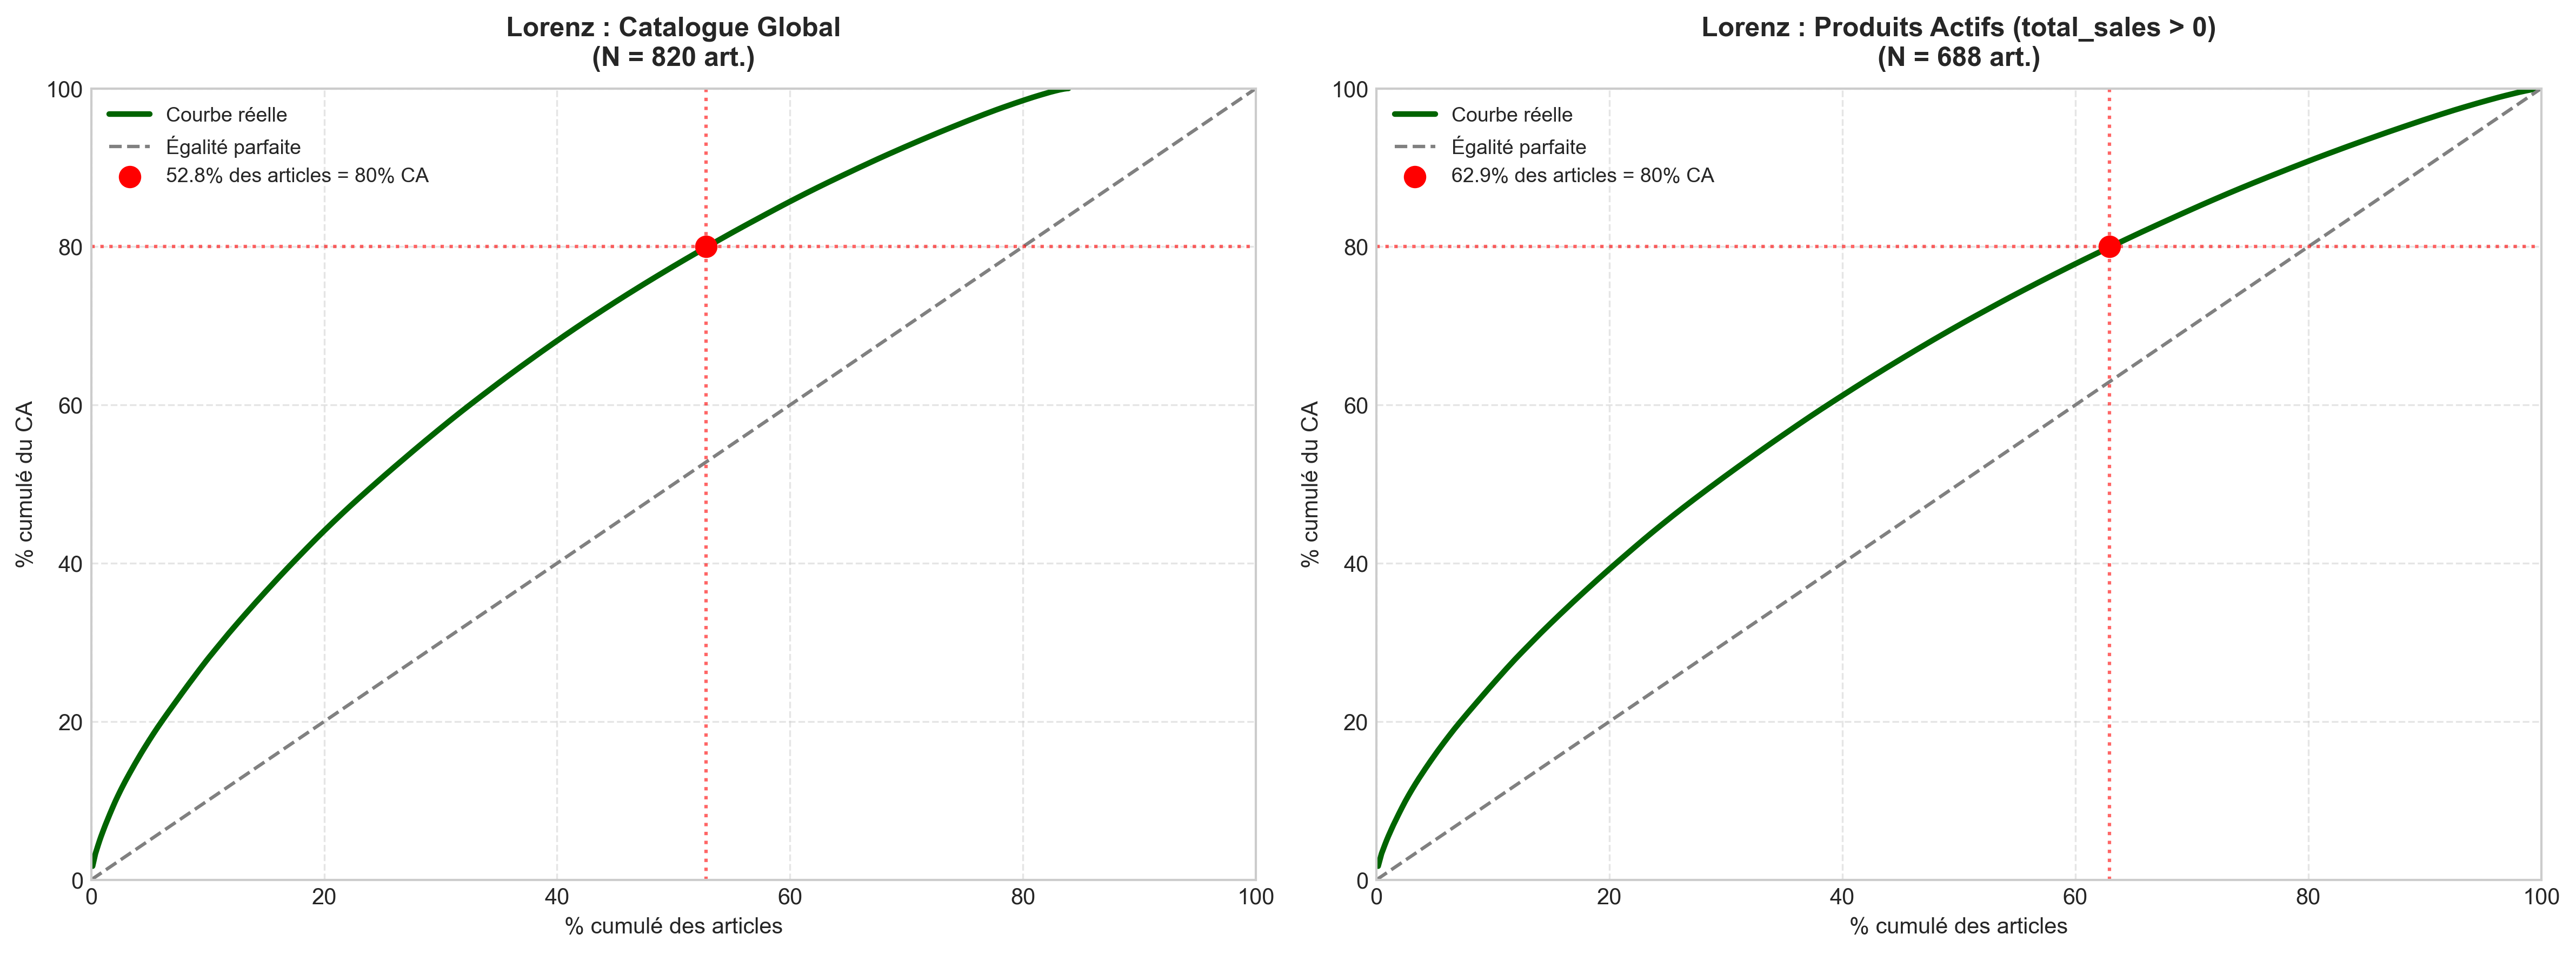 Lorenz : Catalogue Global
(N = 820 art.)
100
80
60
40
20
0
% cumulé du CA
Courbe réelle
Égalité parfaite
52.8% des articles = 80% CA
0
20
40
60
80
100
% cumulé des articles
Lorenz : Produits Actifs (total_sales > 0)
(N = 688 art.)
100
80
60
40
20
0
% cumulé du CA
Courbe réelle
Égalité parfaite
62.9% des articles = 80% CA
0
20
40
60
80
100
% cumulé des articles